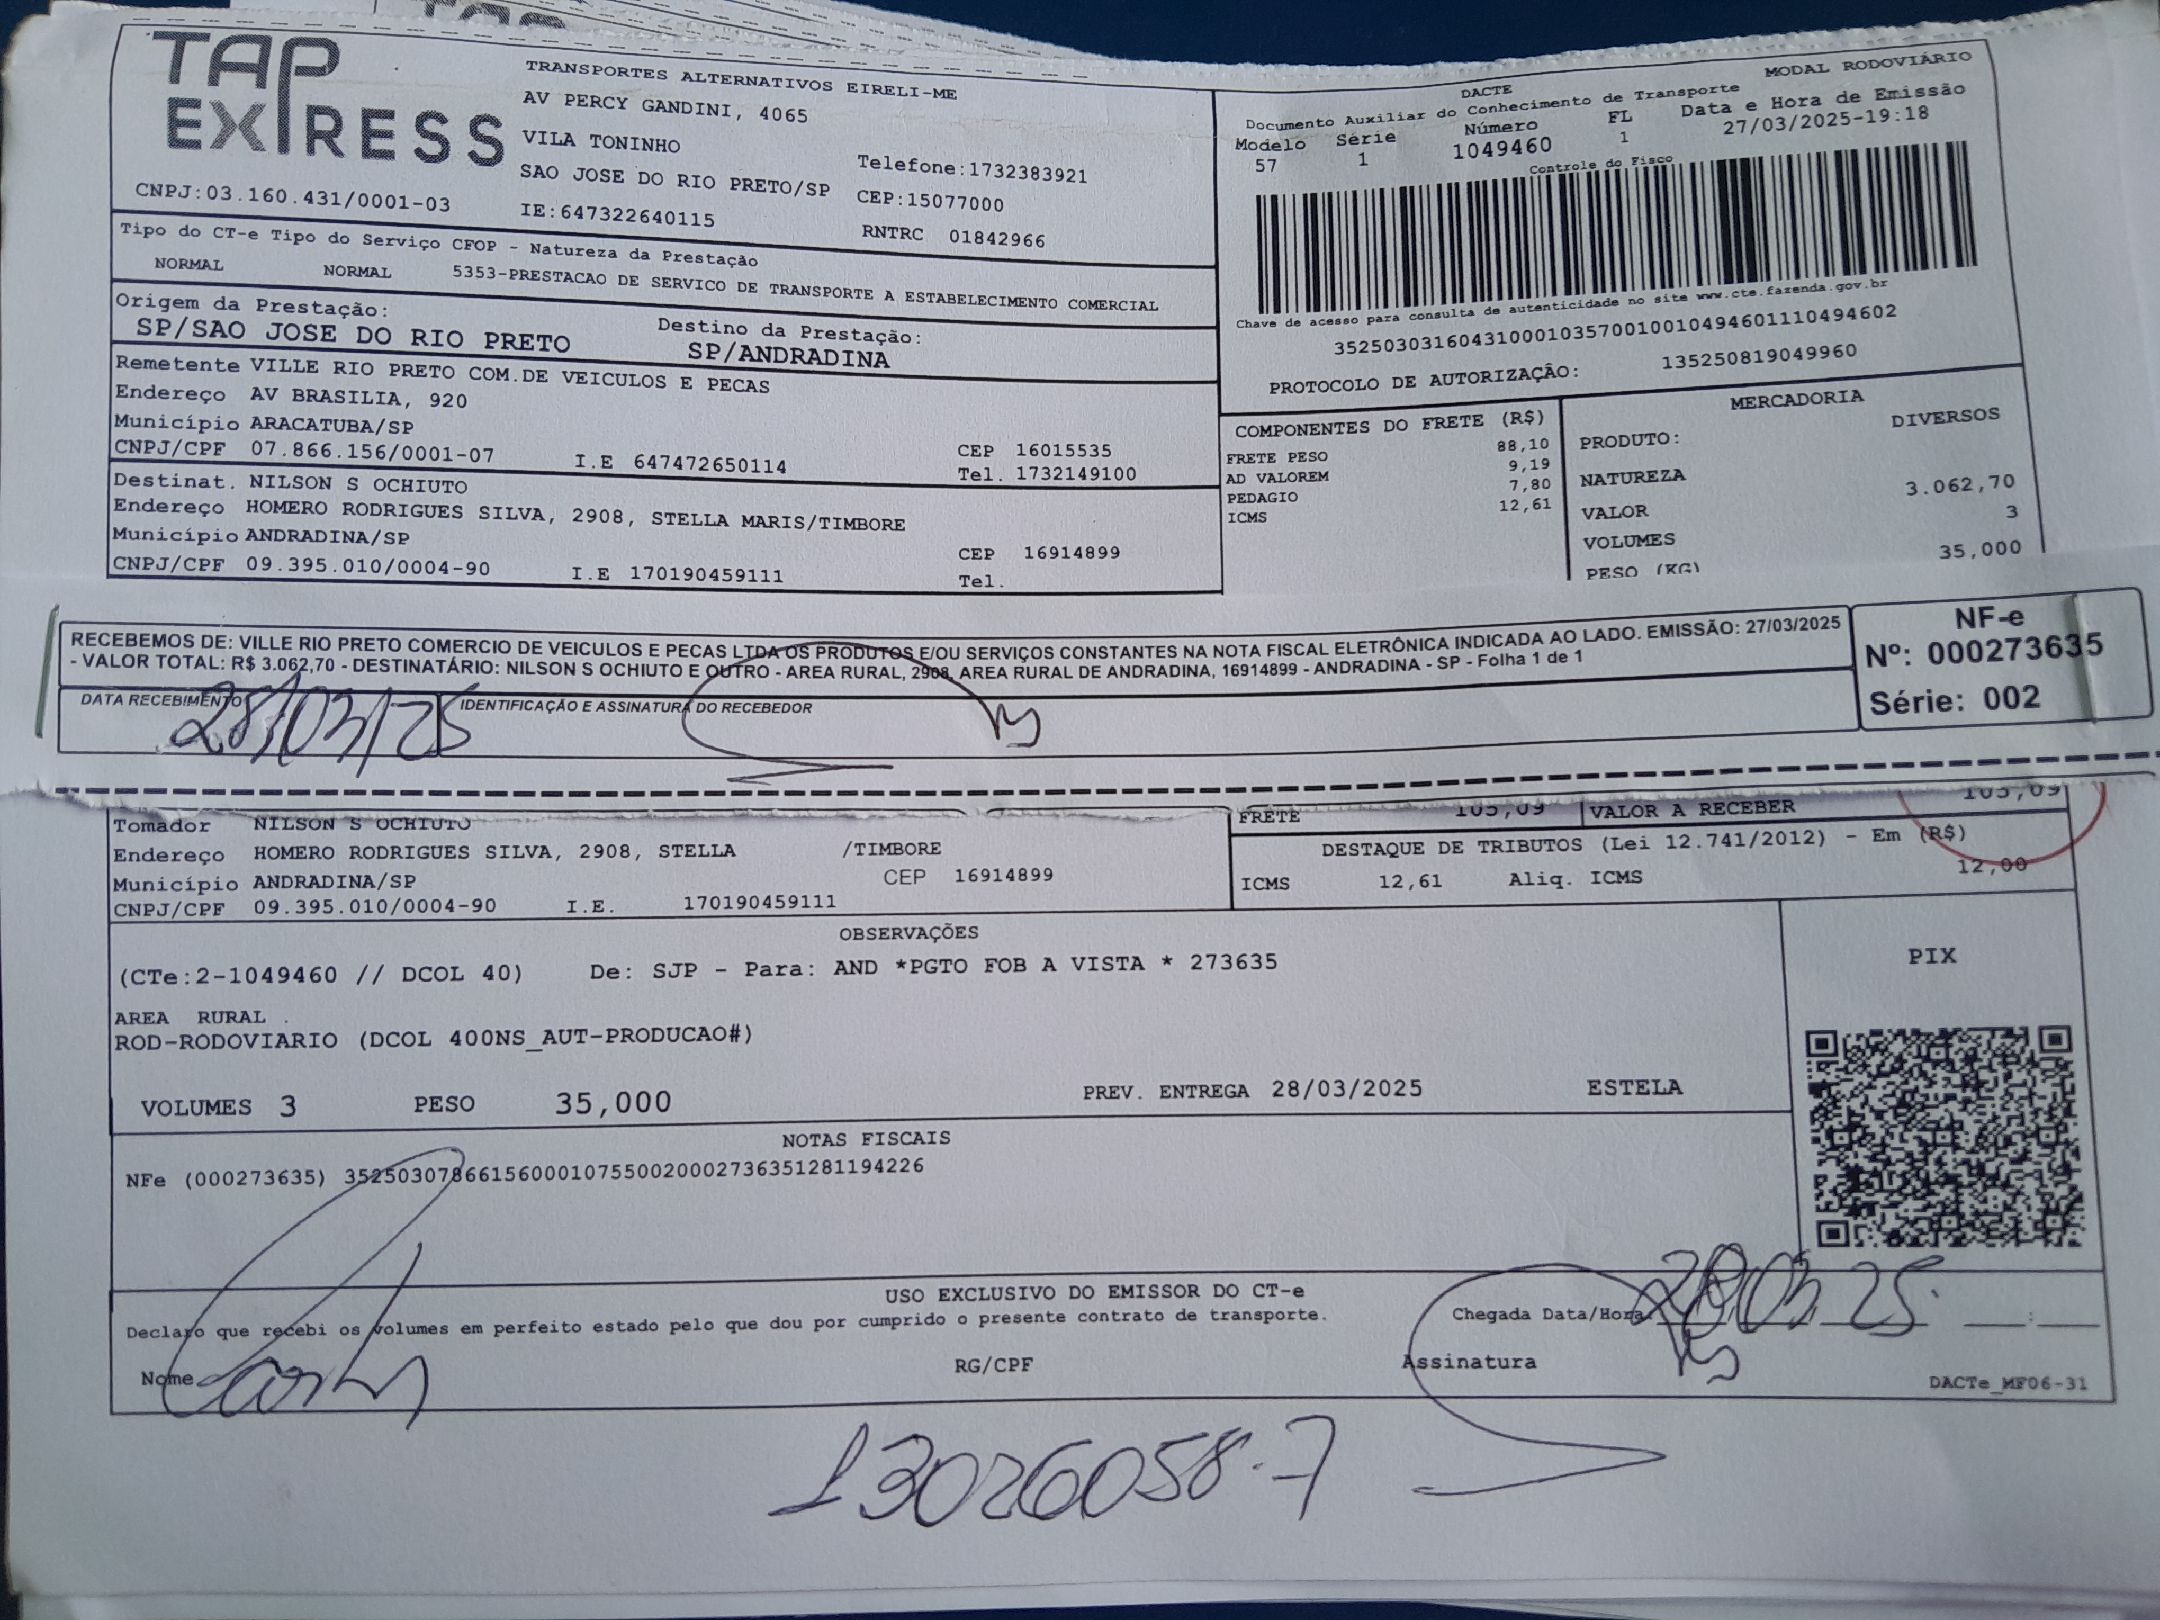 TAP
EXPRESS
CNPJ:03.160.431/0001-03
TRANSPORTES ALTERNATIVOS EIRELI-ME
AV PERCY GANDINI, 4065
VILA TONINHO
SAO JOSE DO RIO PRETO/SP
IE:647322640115
Telefone:1732383921
CEP:15077000
RNTRC 01842966
DACTE
MODAL RODOVIÁRIO
Documento Auxiliar do Conhecimento de Transporte
Modelo Série Número FL Data e Hora de Emissão
57 1 1049460 1 27/03/2025-19:18
Controle do Fisco
Chave de acesso para consulta de autenticidade no site www.cte.fazenda.gov.br
35250303160431000103570010010494601110494602
PROTOCOLO DE AUTORIZAÇÃO: 135250819049960
Tipo do CT-e Tipo do Serviço CFOP - Natureza da Prestação
NORMAL NORMAL 5353-PRESTACAO DE SERVICO DE TRANSPORTE A ESTABELECIMENTO COMERCIAL
Origem da Prestação:
SP/SAO JOSE DO RIO PRETO
Destino da Prestação:
SP/ANDRADINA
Remetente VILLE RIO PRETO COM.DE VEICULOS E PECAS
Endereço AV BRASILIA, 920
Município ARACATUBA/SP
CEP 16015535
CNPJ/CPF 07.866.156/0001-07 I.E 647472650114 Tel. 1732149100
Destinat. NILSON S OCHIUTO
Endereço HOMERO RODRIGUES SILVA, 2908, STELLA MARIS/TIMBORE
Município ANDRADINA/SP
CEP 16914899
CNPJ/CPF 09.395.010/0004-90 I.E 170190459111 Tel.
COMPONENTES DO FRETE (R$)
FRETE PESO 88,10
AD VALOREM 9,19
PEDAGIO 7,80
ICMS 12,61
MERCADORIA
PRODUTO: DIVERSOS
NATUREZA
VALOR 3.062,70
VOLUMES 3
PESO (KG) 35,000
RECEBEMOS DE: VILLE RIO PRETO COMERCIO DE VEICULOS E PECAS LTDA OS PRODUTOS E/OU SERVIÇOS CONSTANTES NA NOTA FISCAL ELETRÔNICA INDICADA AO LADO. EMISSÃO: 27/03/2025
- VALOR TOTAL: R$ 3.062,70 - DESTINATÁRIO: NILSON S OCHIUTO E OUTRO - AREA RURAL, 2908, AREA RURAL DE ANDRADINA, 16914899 - ANDRADINA - SP - Folha 1 de 1
NF-e
Nº: 000273635
Série: 002
DATA RECEBIMENTO
28/03/25
IDENTIFICAÇÃO E ASSINATURA DO RECEBEDOR
Tomador NILSON S OCHIUTO
Endereço HOMERO RODRIGUES SILVA, 2908, STELLA /TIMBORE
Município ANDRADINA/SP CEP 16914899
CNPJ/CPF 09.395.010/0004-90 I.E. 170190459111
FRETE 105,09 VALOR A RECEBER 105,09
DESTAQUE DE TRIBUTOS (Lei 12.741/2012) - Em (R$)
ICMS 12,61 Aliq. ICMS 12,00
OBSERVAÇÕES
(CTe:2-1049460 // DCOL 40) De: SJP - Para: AND *PGTO FOB A VISTA * 273635
AREA RURAL .
ROD-RODOVIARIO (DCOL 400NS_AUT-PRODUCAO#)
VOLUMES 3 PESO 35,000 PREV. ENTREGA 28/03/2025 ESTELA
PIX
NOTAS FISCAIS
NFe (000273635) 35250307866156000107550020002736351281194226
USO EXCLUSIVO DO EMISSOR DO CT-e
Declaro que recebi os volumes em perfeito estado pelo que dou por cumprido o presente contrato de transporte.
Chegada Data/Hora 28 03 25 :
Nome RG/CPF Assinatura
DACTe_MF06-31
13026058-7